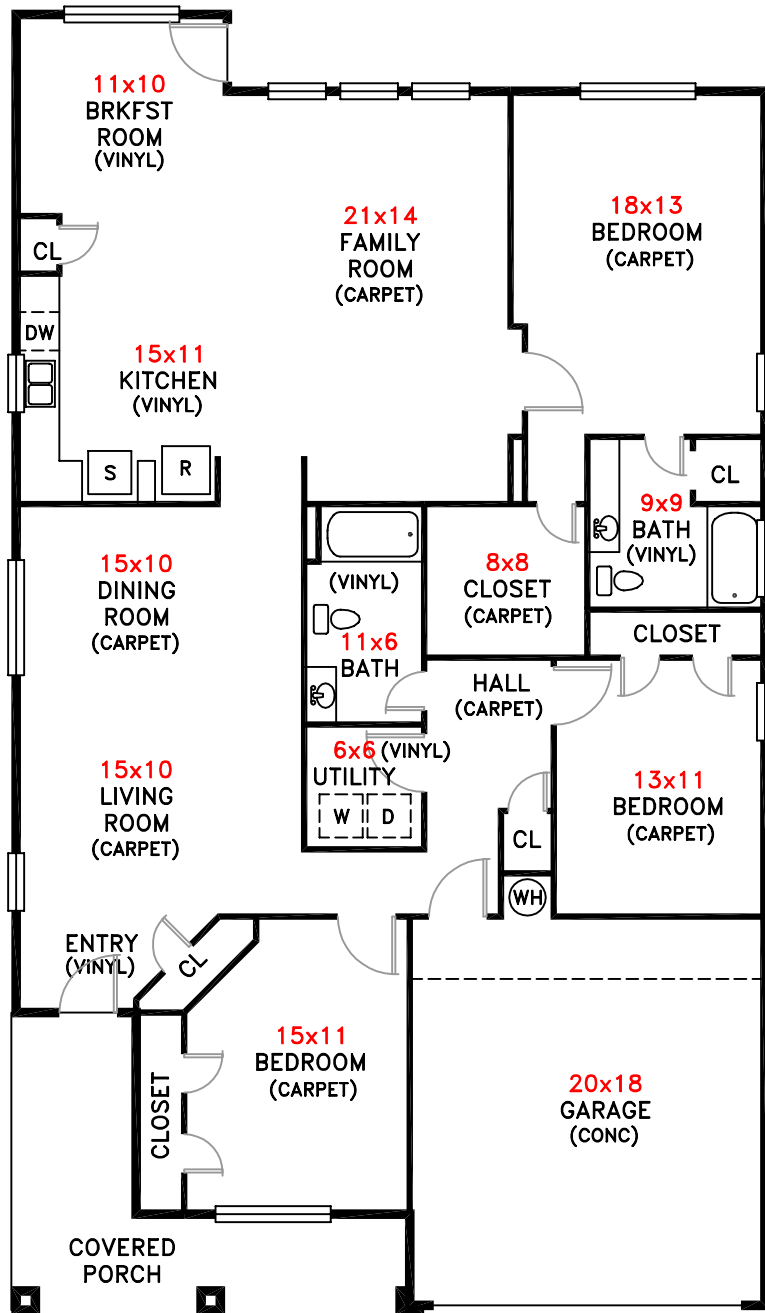 11x10
BRKFST
ROOM
(VINYL)
21x14
FAMILY
ROOM
(CARPET)
18x13
BEDROOM
(CARPET)
CL
DW
15x11
KITCHEN
(VINYL)
S
R
CL
9x9
BATH
(VINYL)
15x10
DINING
ROOM
(CARPET)
(VINYL)
11x6
BATH
8x8
CLOSET
(CARPET)
CLOSET
HALL
(CARPET)
6x6 (VINYL)
UTILITY
W
D
15x10
LIVING
ROOM
(CARPET)
13x11
BEDROOM
(CARPET)
CL
WH
ENTRY
(VINYL)
CL
15x11
BEDROOM
(CARPET)
CLOSET
20x18
GARAGE
(CONC)
COVERED
PORCH